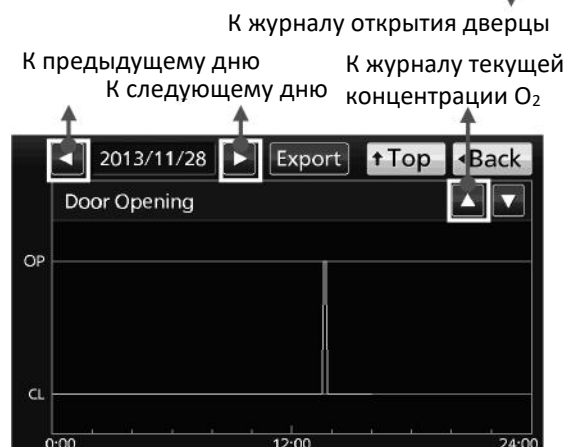 К журналу открытия дверцы
К предыдущему дню
К журналу текущей
К следующему дню
концентрации O₂
◄ 2013/11/28 ► Export ↑Top ◂Back
Door Opening ▲ ▼
OP
CL
0:00 12:00 24:00